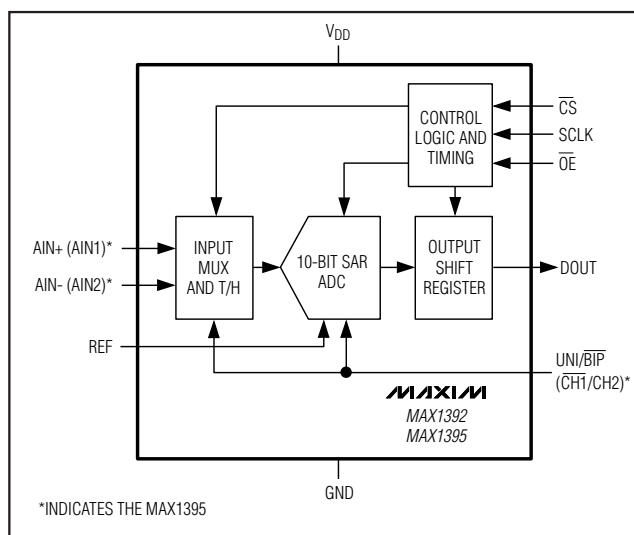 VDD
CONTROL
LOGIC AND
TIMING
CS
SCLK
OE
AIN+ (AIN1)*
AIN- (AIN2)*
INPUT
MUX
AND T/H
10-BIT SAR
ADC
OUTPUT
SHIFT
REGISTER
DOUT
REF
UNI/BIP
(CH1/CH2)*
MAXIM
MAX1392
MAX1395
GND
*INDICATES THE MAX1395